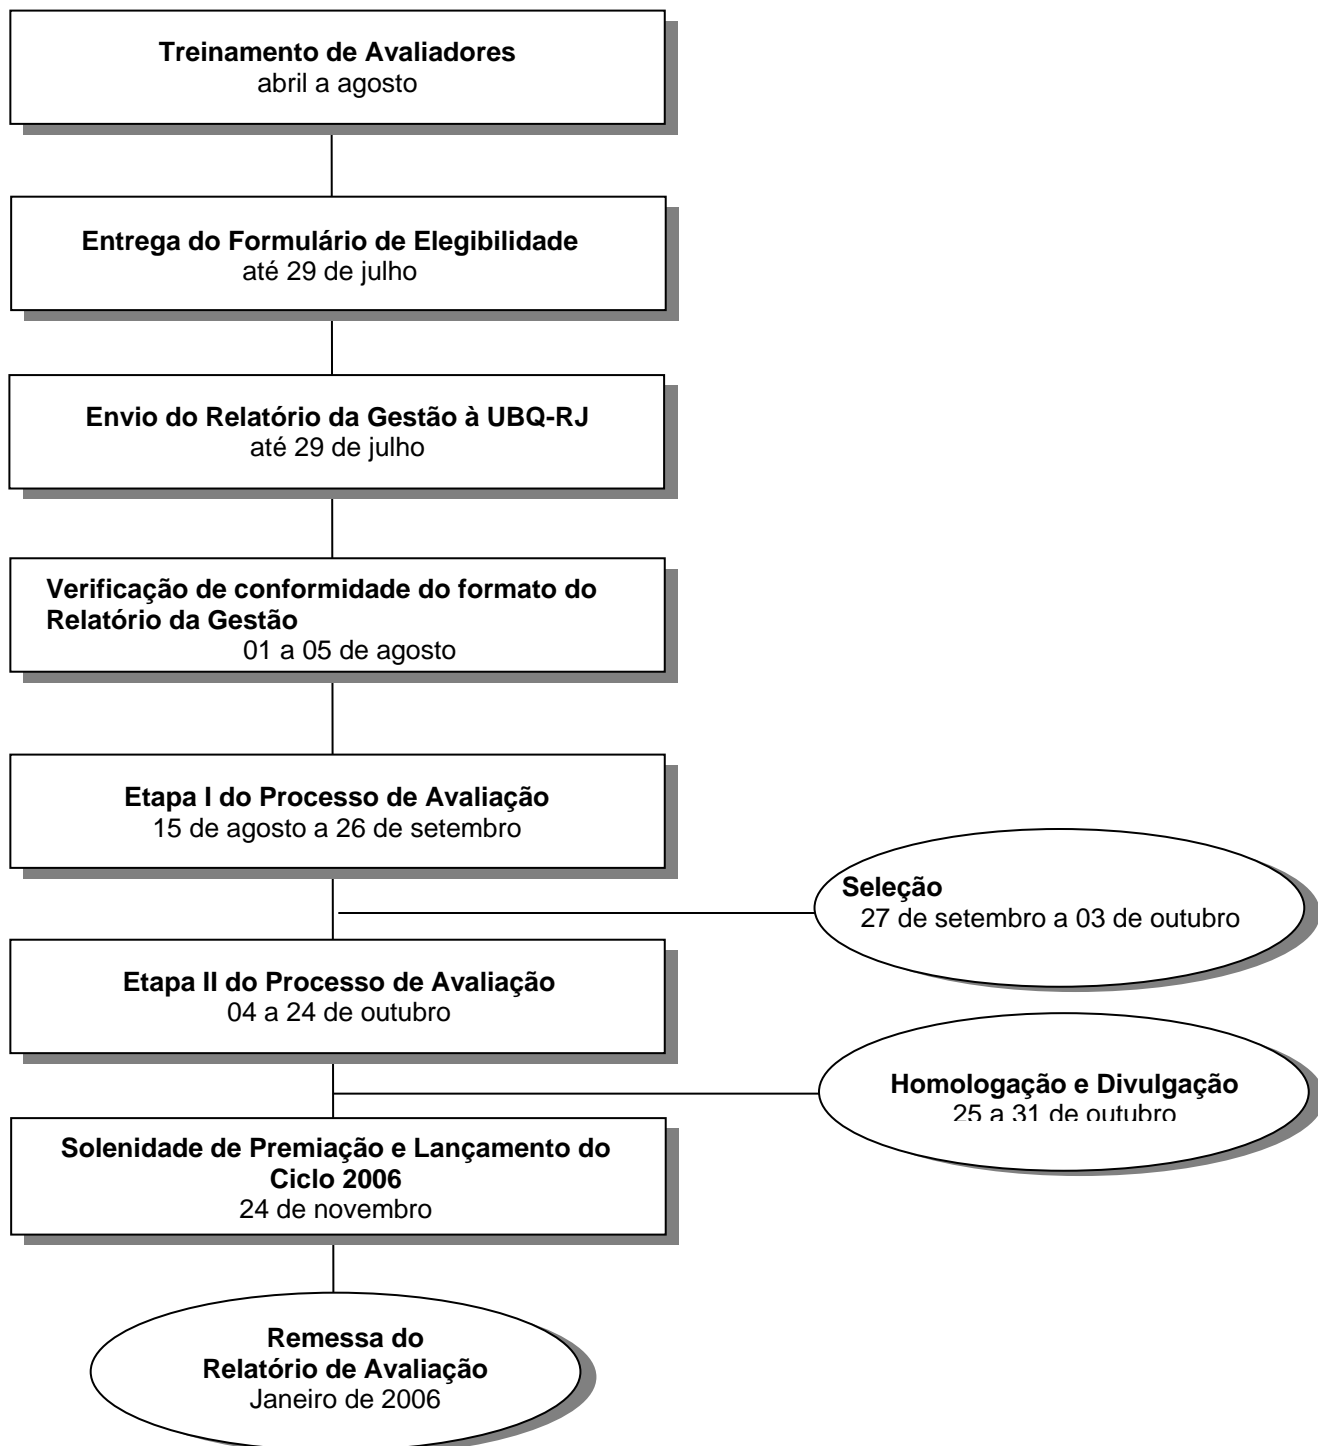 Treinamento de Avaliadores
abril a agosto
Entrega do Formulário de Elegibilidade
até 29 de julho
Envio do Relatório da Gestão à UBQ-RJ
até 29 de julho
Verificação de conformidade do formato do
Relatório da Gestão
01 a 05 de agosto
Etapa I do Processo de Avaliação
15 de agosto a 26 de setembro
Seleção
27 de setembro a 03 de outubro
Etapa II do Processo de Avaliação
04 a 24 de outubro
Homologação e Divulgação
25 a 31 de outubro
Solenidade de Premiação e Lançamento do
Ciclo 2006
24 de novembro
Remessa do
Relatório de Avaliação
Janeiro de 2006